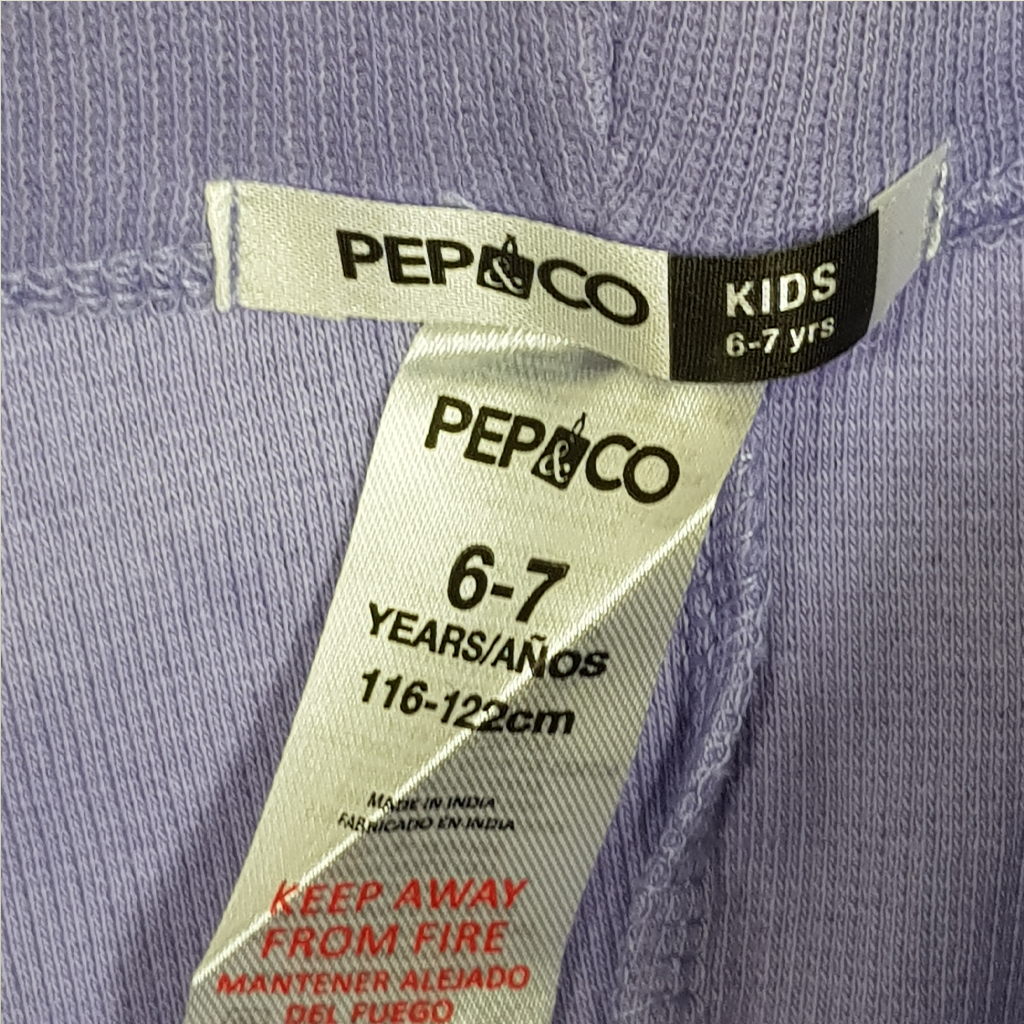 PEP&CO KIDS
6-7 yrs
PEP&CO
6-7
YEARS/AÑOS
116-122cm
MADE IN INDIA
FABRICADO EN INDIA
KEEP AWAY
FROM FIRE
MANTENER ALEJADO
DEL FUEGO